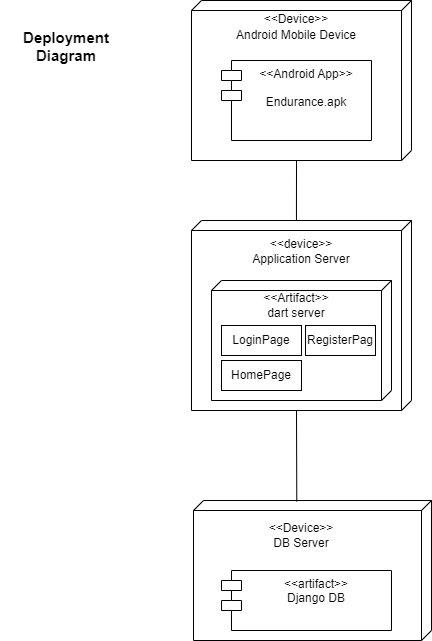 Deployment
Diagram
<<Device>>
Android Mobile Device
<<Android App>>
Endurance.apk
<<device>>
Application Server
<<Artifact>>
dart server
LoginPage
RegisterPag
HomePage
<<Device>>
DB Server
<<artifact>>
Django DB